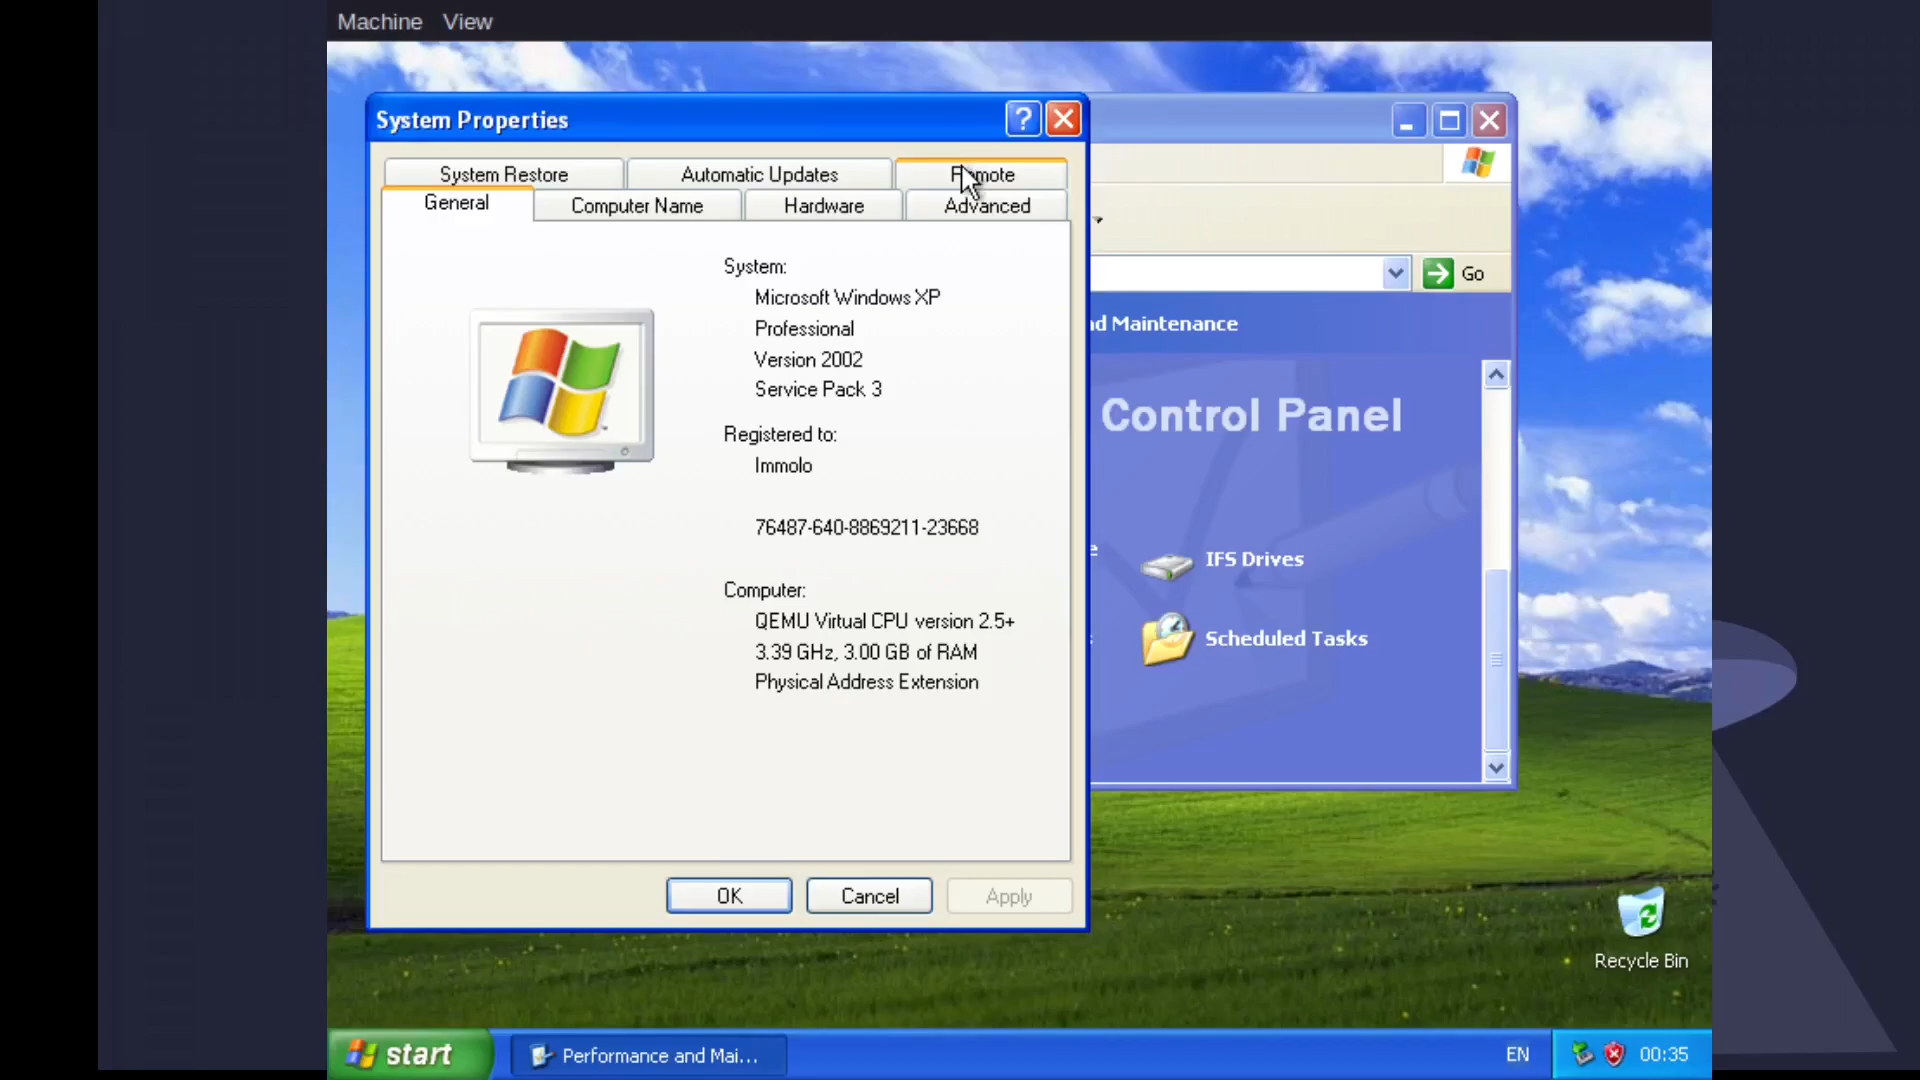 Machine View
System Properties
System Restore Automatic Updates Remote
General Computer Name Hardware Advanced
System:
Microsoft Windows XP
Professional
Version 2002
Service Pack 3
Registered to:
Immolo
76487-640-8869211-23668
Computer:
QEMU Virtual CPU version 2.5+
3.39 GHz, 3.00 GB of RAM
Physical Address Extension
OK Cancel Apply
Go
nd Maintenance
Control Panel
IFS Drives
Scheduled Tasks
Recycle Bin
start Performance and Mai... EN 00:35